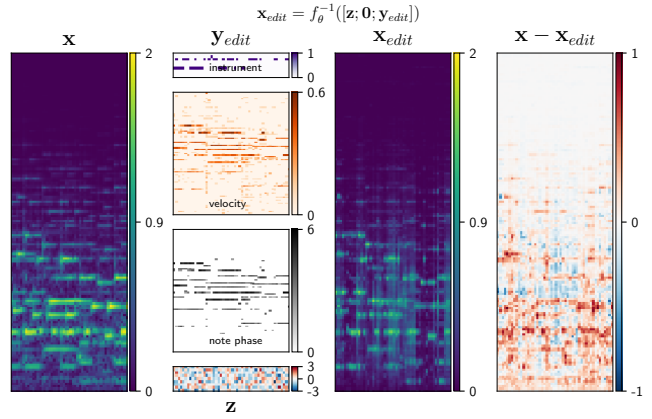 𝐱_edit = f_θ^{-1}([𝐳; 𝟎; 𝐲_edit])
𝐱
2
0.9
0
𝐲_edit
instrument
1
0
velocity
0.6
0
note phase
6
0
3
-3
𝐳
𝐱_edit
2
0.9
0
𝐱 − 𝐱_edit
1
0
-1